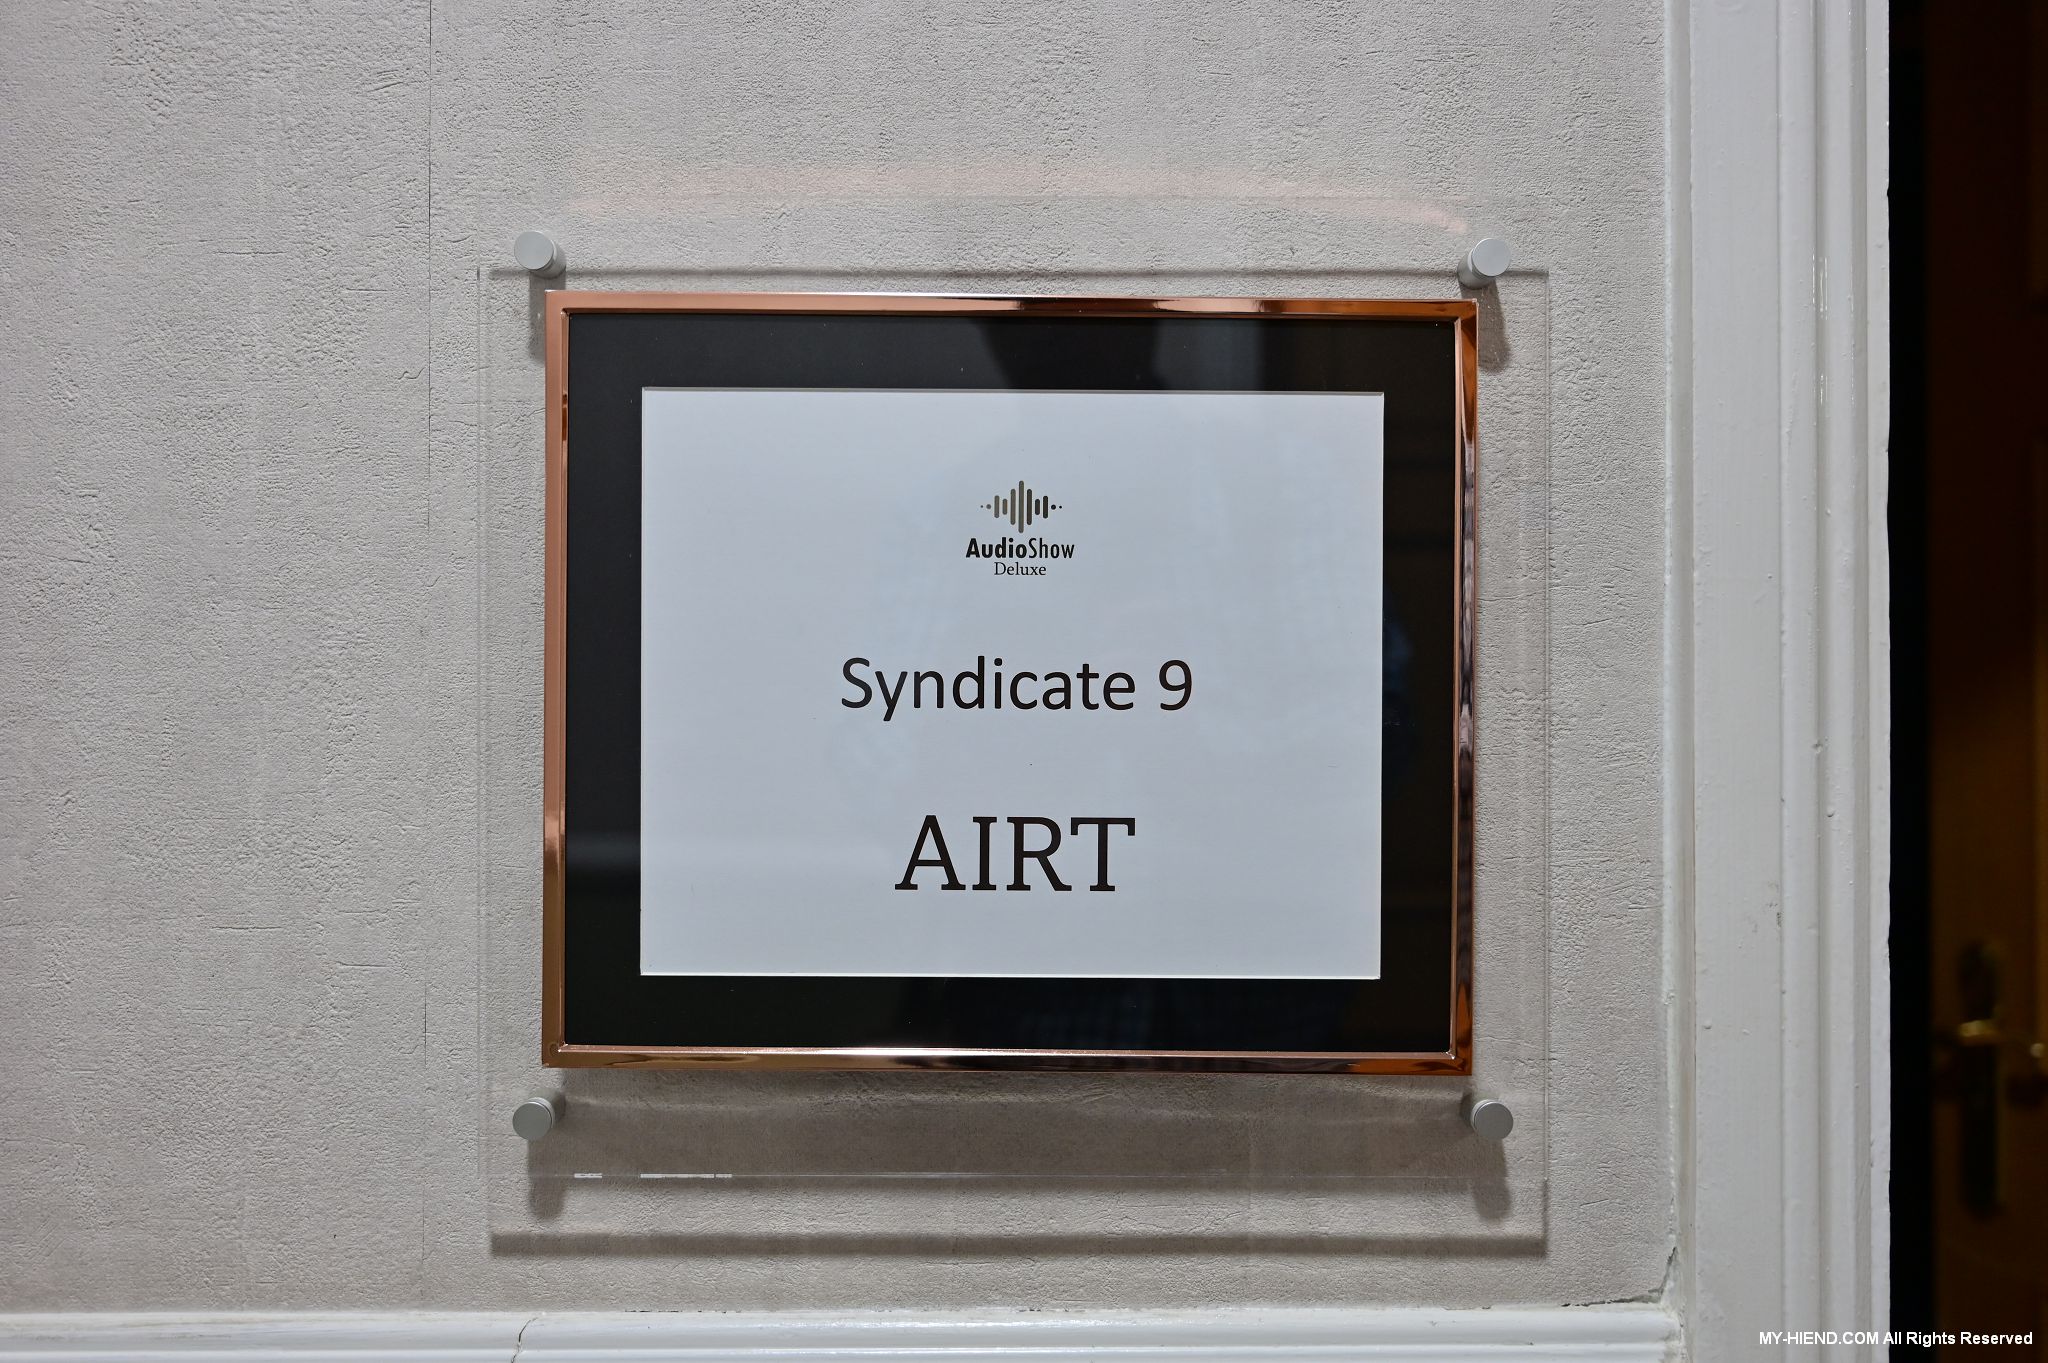 AudioShow
Deluxe
Syndicate 9
AIRT
MY-HIEND.COM All Rights Reserved